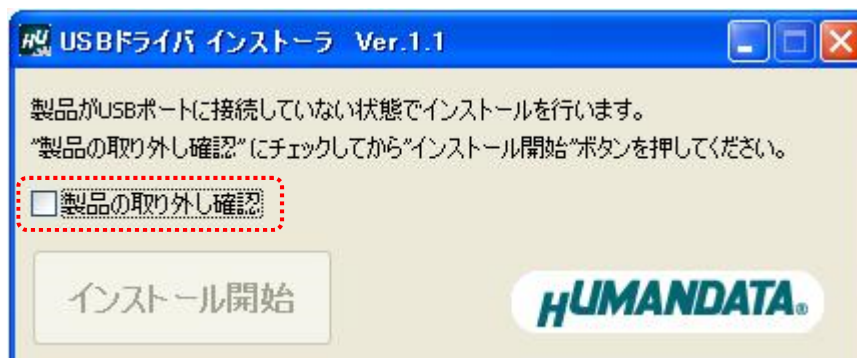 USBドライバ インストーラ Ver.1.1
製品がUSBポートに接続していない状態でインストールを行います。
"製品の取り外し確認"にチェックしてから"インストール開始"ボタンを押してください。
製品の取り外し確認
インストール開始
HUMANDATA®